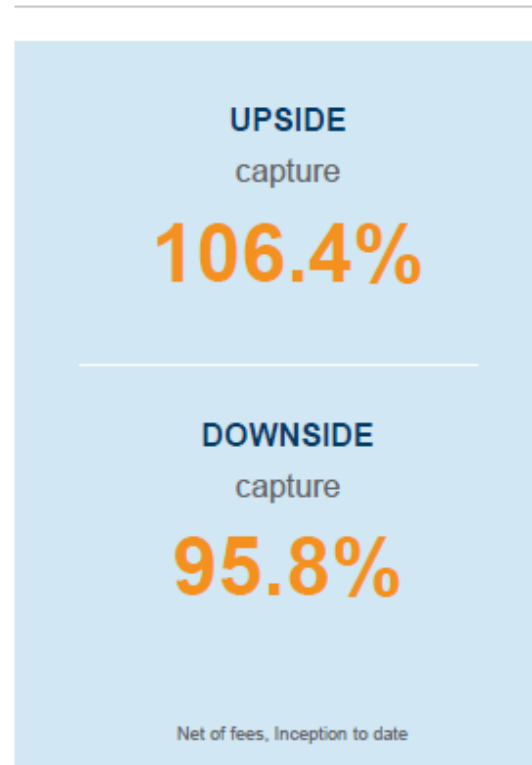 UPSIDE
capture
106.4%
DOWNSIDE
capture
95.8%
Net of fees, Inception to date